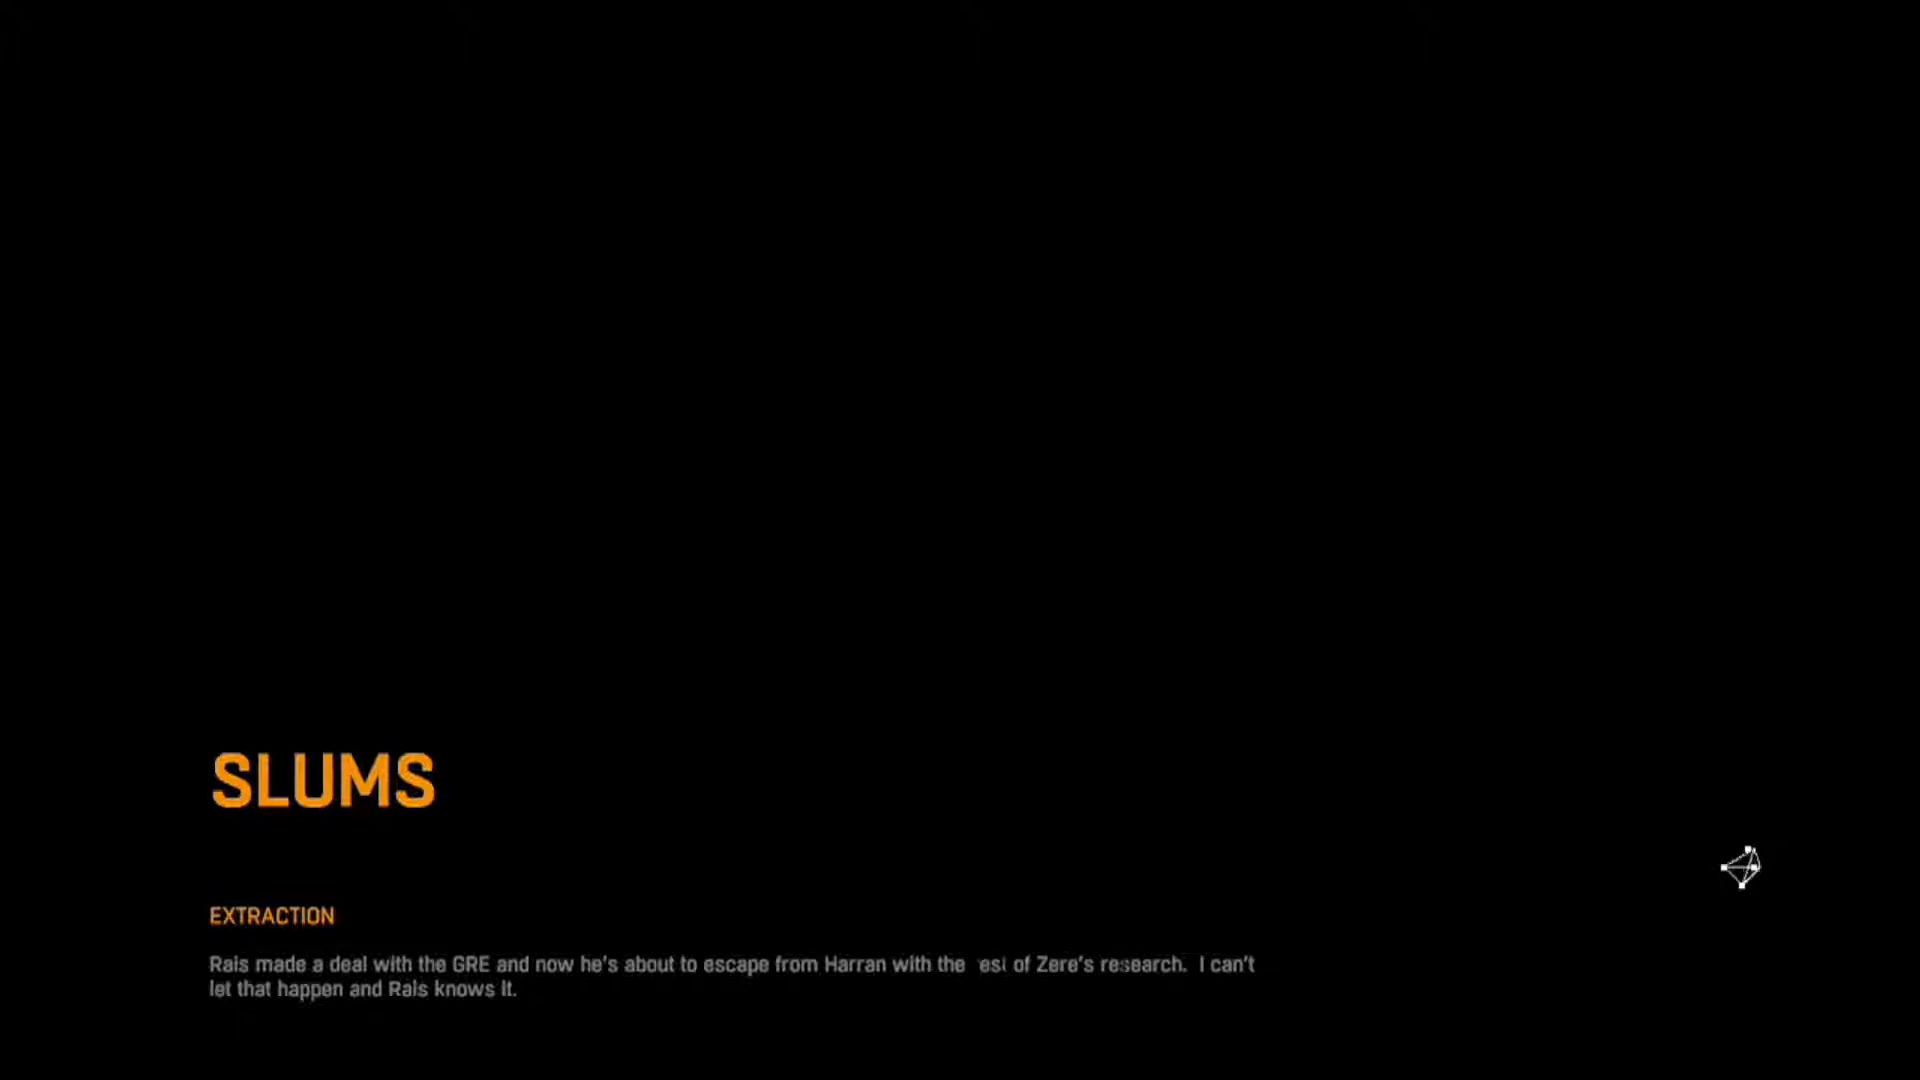 SLUMS
EXTRACTION
Rais made a deal with the GRE and now he's about to escape from Harran with the of Zere's research. I can't
let that happen and Rais knows it.